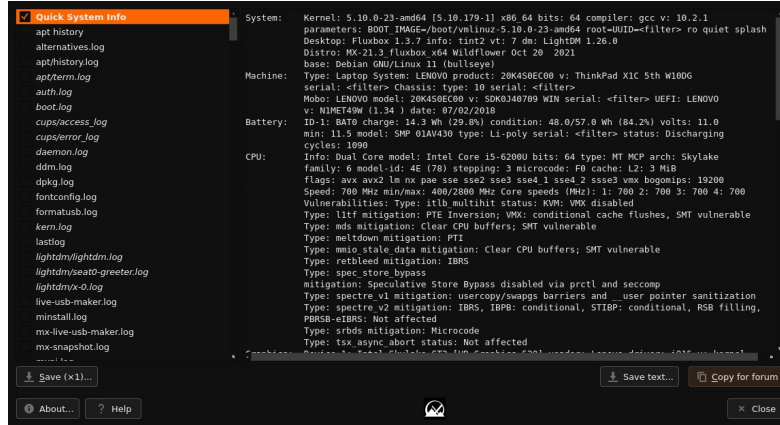 Quick System Info
apt history
alternatives.log
apt/history.log
apt/term.log
auth.log
boot.log
cups/access_log
cups/error_log
daemon.log
ddm.log
dpkg.log
fontconfig.log
formatusb.log
kern.log
lastlog
lightdm/lightdm.log
lightdm/seat0-greeter.log
lightdm/x-0.log
live-usb-maker.log
minstall.log
mx-live-usb-maker.log
mx-snapshot.log
System: Kernel: 5.10.0-23-amd64 [5.10.179-1] x86_64 bits: 64 compiler: gcc v: 10.2.1
parameters: BOOT_IMAGE=/boot/vmlinuz-5.10.0-23-amd64 root=UUID=<filter> ro quiet splash
Desktop: Fluxbox 1.3.7 info: tint2 vt: 7 dm: LightDM 1.26.0
Distro: MX-21.3_fluxbox_x64 Wildflower Oct 20 2021
base: Debian GNU/Linux 11 (bullseye)
Machine: Type: Laptop System: LENOVO product: 20K4S0EC00 v: ThinkPad X1C 5th W10DG
serial: <filter> Chassis: type: 10 serial: <filter>
Mobo: LENOVO model: 20K4S0EC00 v: SDK0J40709 WIN serial: <filter> UEFI: LENOVO
v: N1MET49W (1.34 ) date: 07/02/2018
Battery: ID-1: BAT0 charge: 14.3 Wh (29.8%) condition: 48.0/57.0 Wh (84.2%) volts: 11.0
min: 11.5 model: SMP 01AV430 type: Li-poly serial: <filter> status: Discharging
cycles: 1090
CPU: Info: Dual Core model: Intel Core i5-6200U bits: 64 type: MT MCP arch: Skylake
family: 6 model-id: 4E (78) stepping: 3 microcode: F0 cache: L2: 3 MiB
flags: avx avx2 lm nx pae sse sse2 sse3 sse4_1 sse4_2 ssse3 vmx bogomips: 19200
Speed: 700 MHz min/max: 400/2800 MHz Core speeds (MHz): 1: 700 2: 700 3: 700 4: 700
Vulnerabilities: Type: itlb_multihit status: KVM: VMX disabled
Type: l1tf mitigation: PTE Inversion; VMX: conditional cache flushes, SMT vulnerable
Type: mds mitigation: Clear CPU buffers; SMT vulnerable
Type: meltdown mitigation: PTI
Type: mmio_stale_data mitigation: Clear CPU buffers; SMT vulnerable
Type: retbleed mitigation: IBRS
Type: spec_store_bypass
mitigation: Speculative Store Bypass disabled via prctl and seccomp
Type: spectre_v1 mitigation: usercopy/swapgs barriers and __user pointer sanitization
Type: spectre_v2 mitigation: IBRS, IBPB: conditional, STIBP: conditional, RSB filling,
PBRSB-eIBRS: Not affected
Type: srbds mitigation: Microcode
Type: tsx_async_abort status: Not affected
Save (×1)...
Save text...
Copy for forum
About...
? Help
× Close